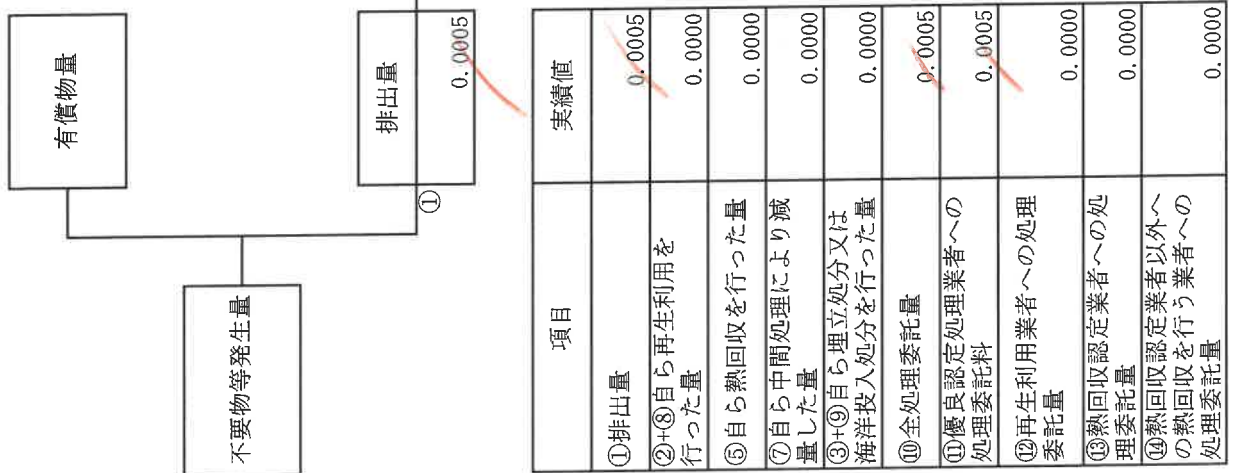 有償物量
不要物等発生量
排出量
①
0.0005
項目
実績値
①排出量
0.0005
②+⑧自ら再生利用を
行った量
0.0000
⑤自ら熱回収を行った量
0.0000
⑦自ら中間処理により減
量した量
0.0000
③+⑨自ら埋立処分又は
海洋投入処分を行った量
0.0000
⑩全処理委託量
0.0005
⑪優良認定処理業者への
処理委託料
0.0005
⑫再生利用業者への処理
委託量
0.0000
⑬熱回収認定業者への処
理委託量
0.0000
⑭熱回収認定業者以外へ
の熱回収を行う業者への
処理委託量
0.0000